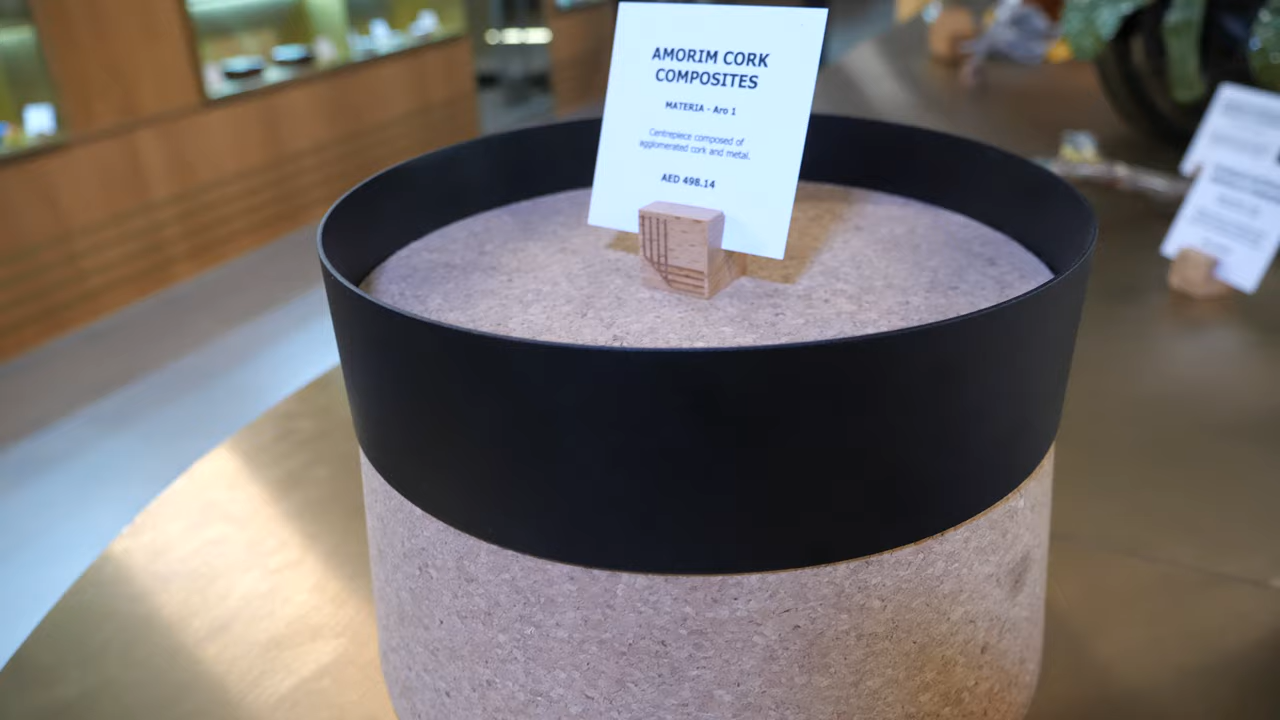 AMORIM CORK
COMPOSITES
MATERIA - Aro 1
Centrepiece composed of
agglomerated cork and metal.
AED 498.14